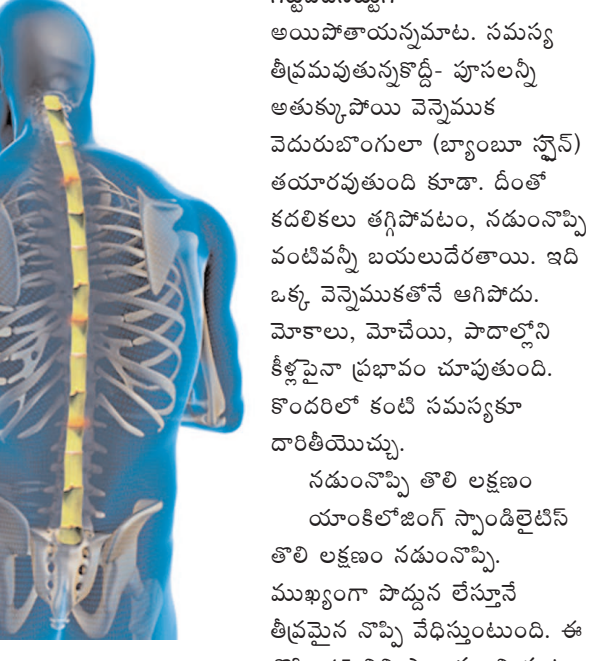 అయిపోతాయన్నమాట. సమస్య
తీవ్రమవుతున్నకొద్దీ- పూసలన్నీ
అతుక్కుపోయి వెన్నెముక
వెదురుబొంగులా (బ్యాంబూ స్పైన్)
తయారవుతుంది కూడా. దీంతో
కదలికలు తగ్గిపోవటం, నడుంనొప్పి
వంటివన్నీ బయలుదేరతాయి. ఇది
ఒక్క వెన్నెముకతోనే ఆగిపోదు.
మోకాలు, మోచేయి, పాదాల్లోని
కీళ్లపైనా ప్రభావం చూపుతుంది.
కొందరిలో కంటి సమస్యకూ
దారితీయొచ్చు.
నడుంనొప్పి తొలి లక్షణం
యాంకిలోజింగ్ స్పాండిలైటిస్
తొలి లక్షణం నడుంనొప్పి.
ముఖ్యంగా పొద్దున లేస్తూనే
తీవ్రమైన నొప్పి వేధిస్తుంటుంది. ఈ